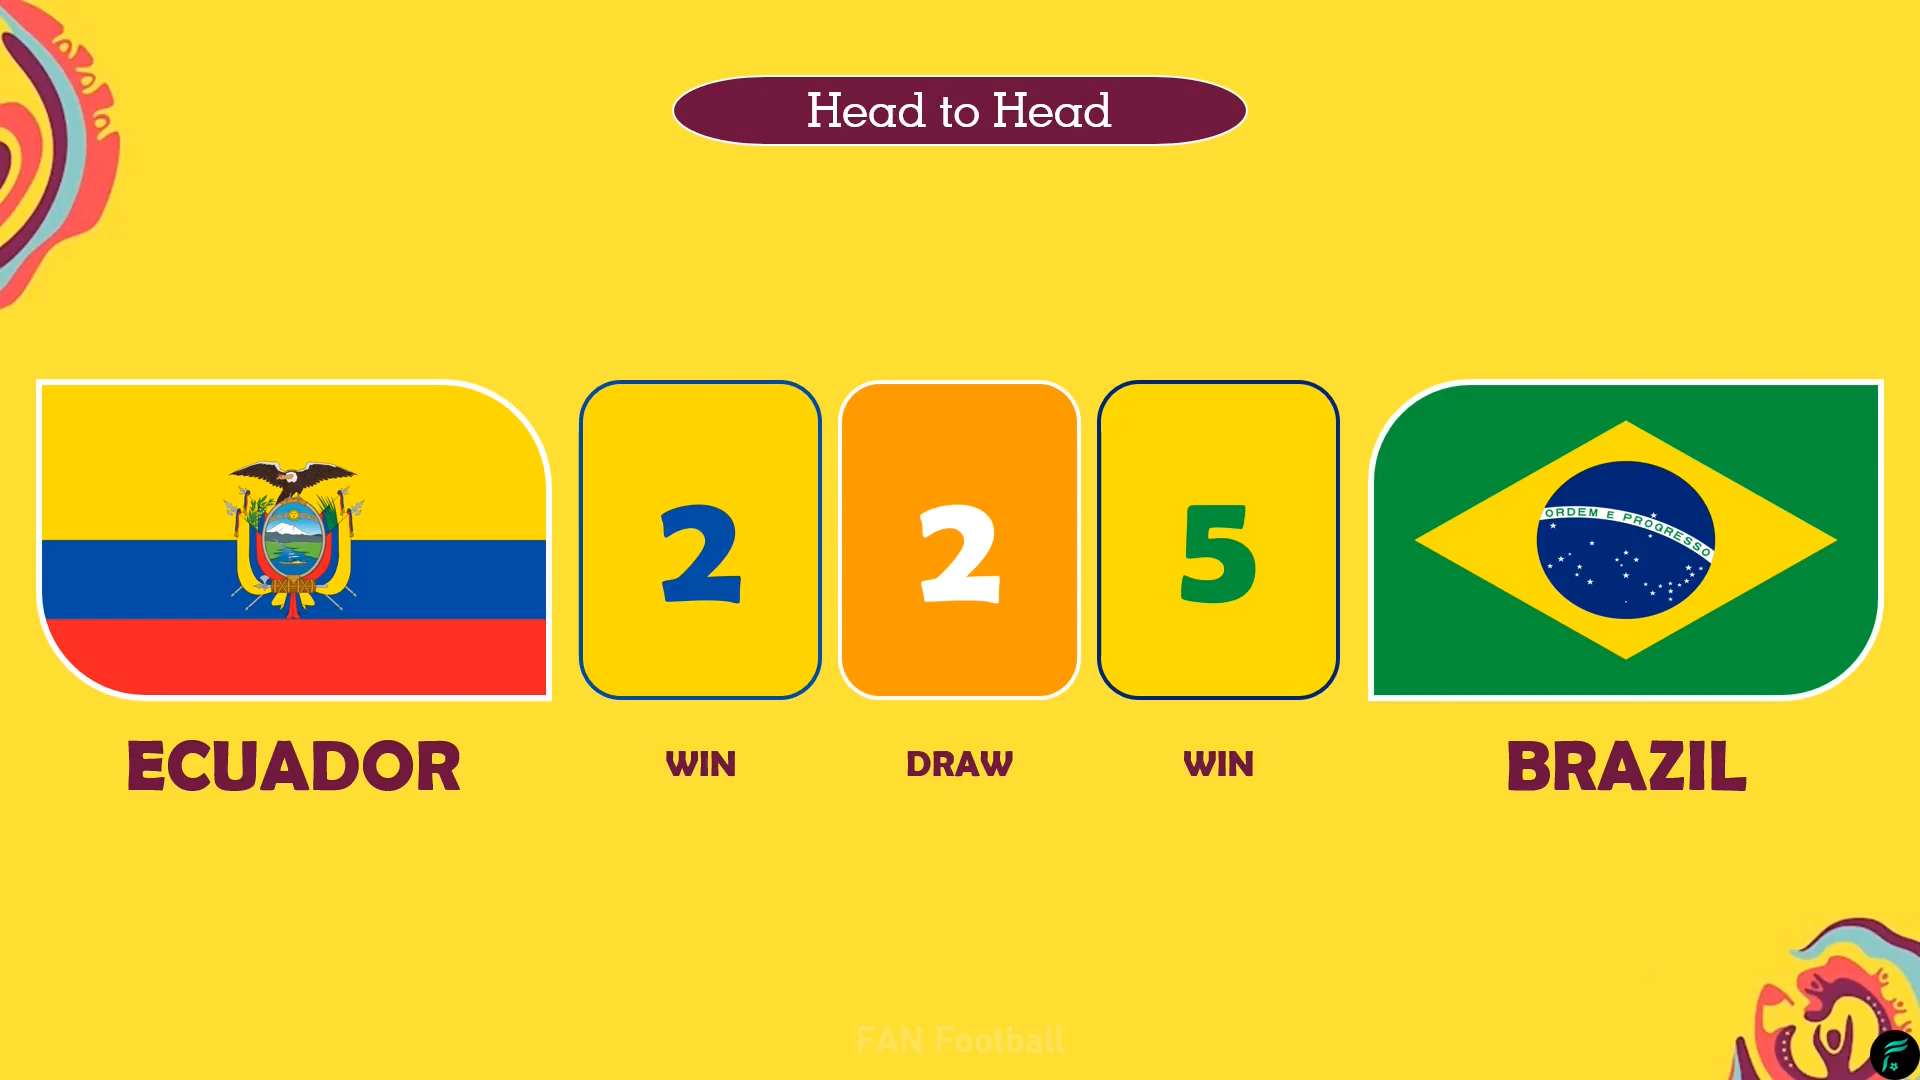 Head to Head
ORDEM E PROGRESSO
2
2
5
ECUADOR
WIN
DRAW
WIN
BRAZIL
FAN Football